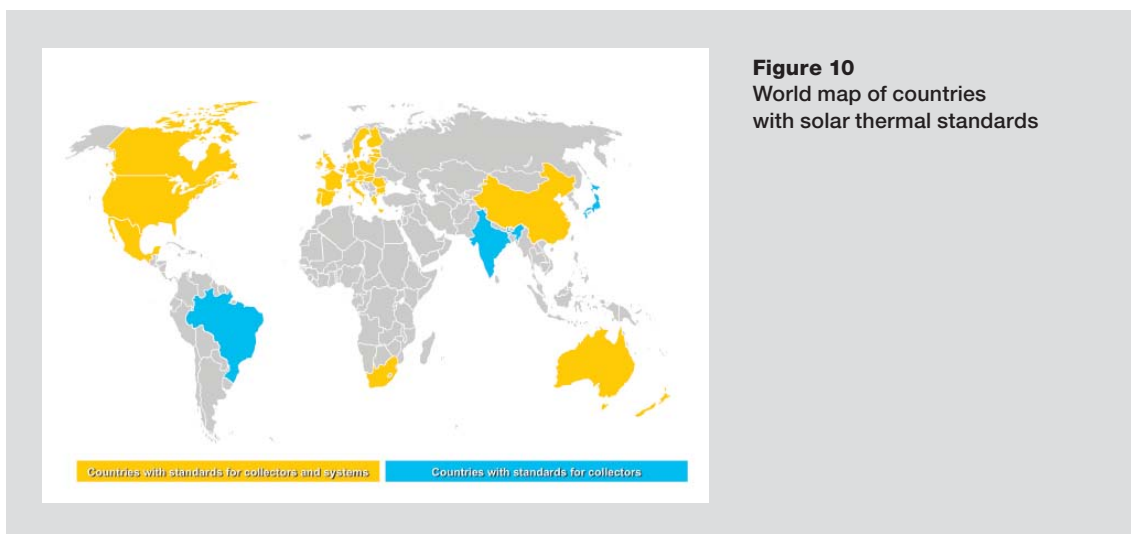 Figure 10
World map of countries
with solar thermal standards
Countries with standards for collectors and systems
Countries with standards for collectors